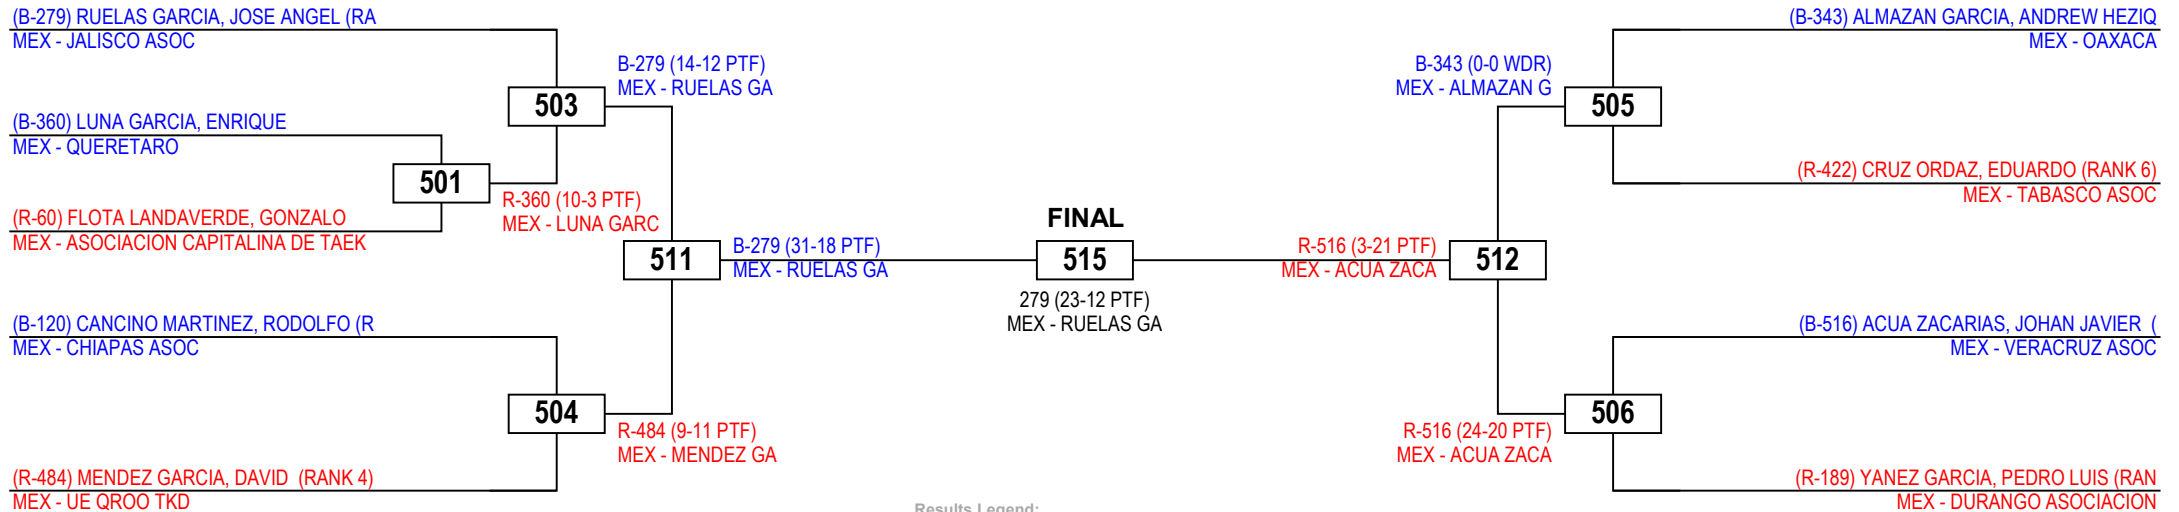 (B-279) RUELAS GARCIA, JOSE ANGEL (RA
MEX - JALISCO ASOC
(B-360) LUNA GARCIA, ENRIQUE
MEX - QUERETARO
(R-60) FLOTA LANDAVERDE, GONZALO
MEX - ASOCIACION CAPITALINA DE TAEK
(B-120) CANCINO MARTINEZ, RODOLFO (R
MEX - CHIAPAS ASOC
(R-484) MENDEZ GARCIA, DAVID  (RANK 4)
MEX - UE QROO TKD
501
503
504
R-360 (10-3 PTF)
MEX - LUNA GARC
B-279 (14-12 PTF)
MEX - RUELAS GA
R-484 (9-11 PTF)
MEX - MENDEZ GA
511
B-279 (31-18 PTF)
MEX - RUELAS GA
FINAL
515
279 (23-12 PTF)
MEX - RUELAS GA
R-516 (3-21 PTF)
MEX - ACUA ZACA
512
B-343 (0-0 WDR)
MEX - ALMAZAN G
R-516 (24-20 PTF)
MEX - ACUA ZACA
505
506
(B-343) ALMAZAN GARCIA, ANDREW HEZIQ
MEX - OAXACA
(R-422) CRUZ ORDAZ, EDUARDO (RANK 6)
MEX - TABASCO ASOC
(B-516) ACUA ZACARIAS, JOHAN JAVIER  (
MEX - VERACRUZ ASOC
(R-189) YANEZ GARCIA, PEDRO LUIS (RAN
MEX - DURANGO ASOCIACION
Results Legend: